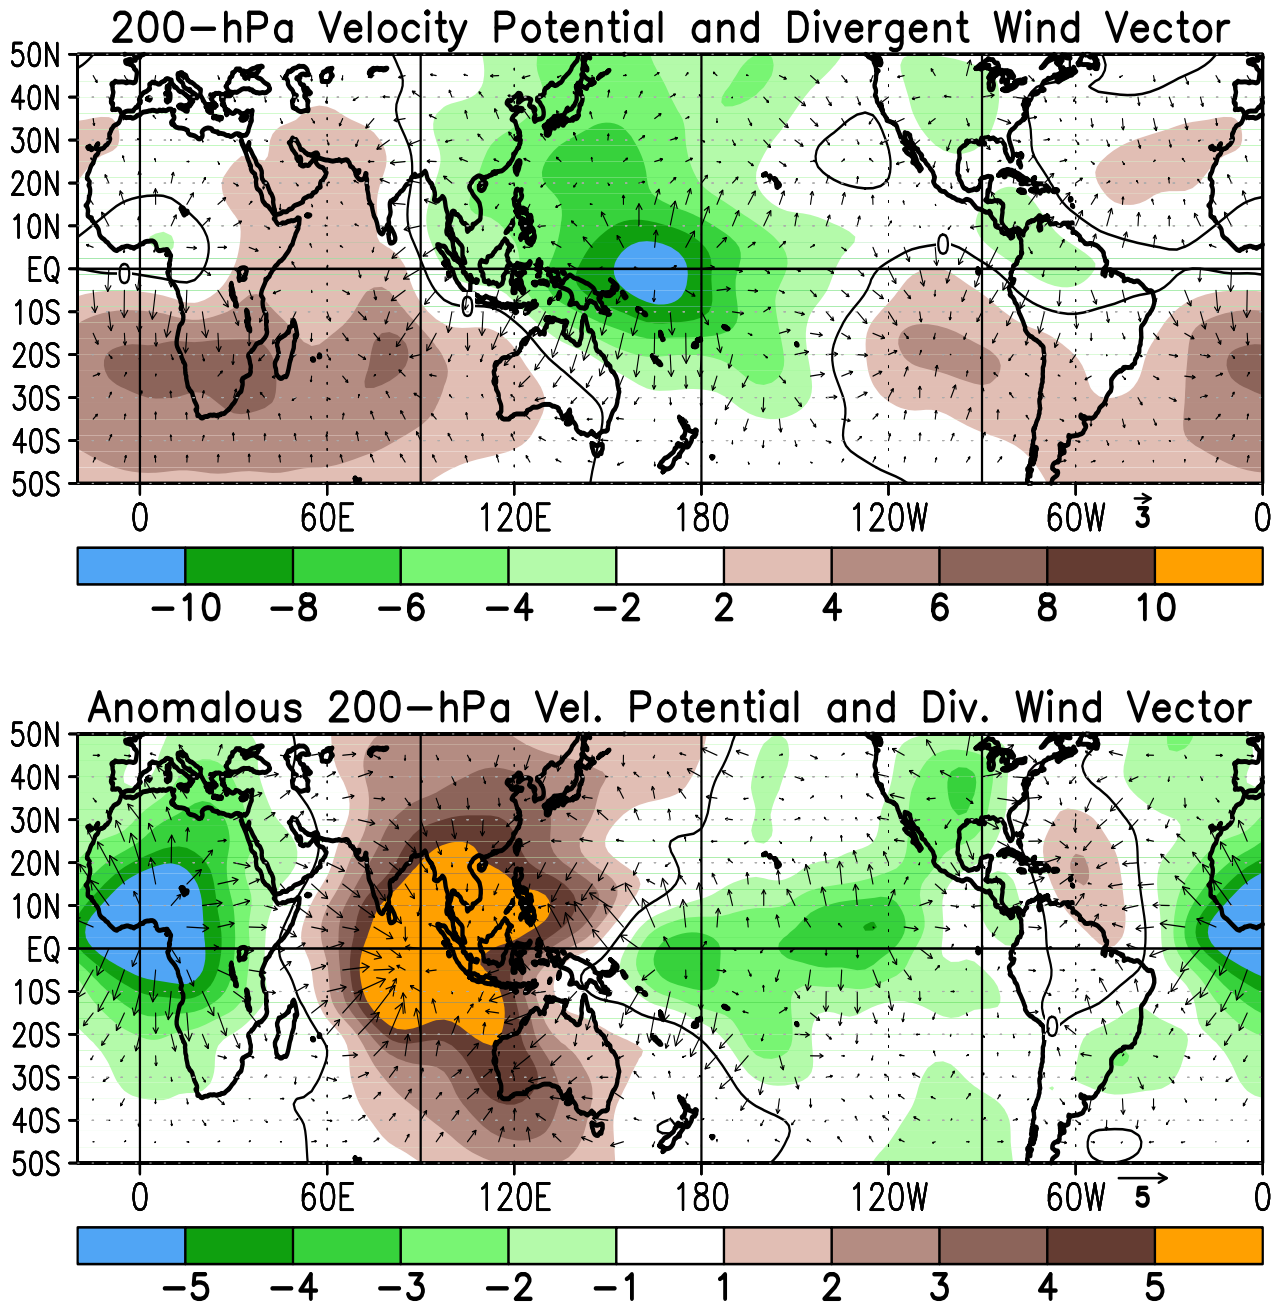 200-hPa Velocity Potential and Divergent Wind Vector
50N
40N
30N
20N
10N
EQ
10S
20S
30S
40S
50S
0
0
0
0 60E 120E 180 120W 60W 0
3
-10 -8 -6 -4 -2 2 4 6 8 10
Anomalous 200-hPa Vel. Potential and Div. Wind Vector
50N
40N
30N
20N
10N
EQ
10S
20S
30S
40S
50S
0
0 60E 120E 180 120W 60W 0
5
-5 -4 -3 -2 -1 1 2 3 4 5